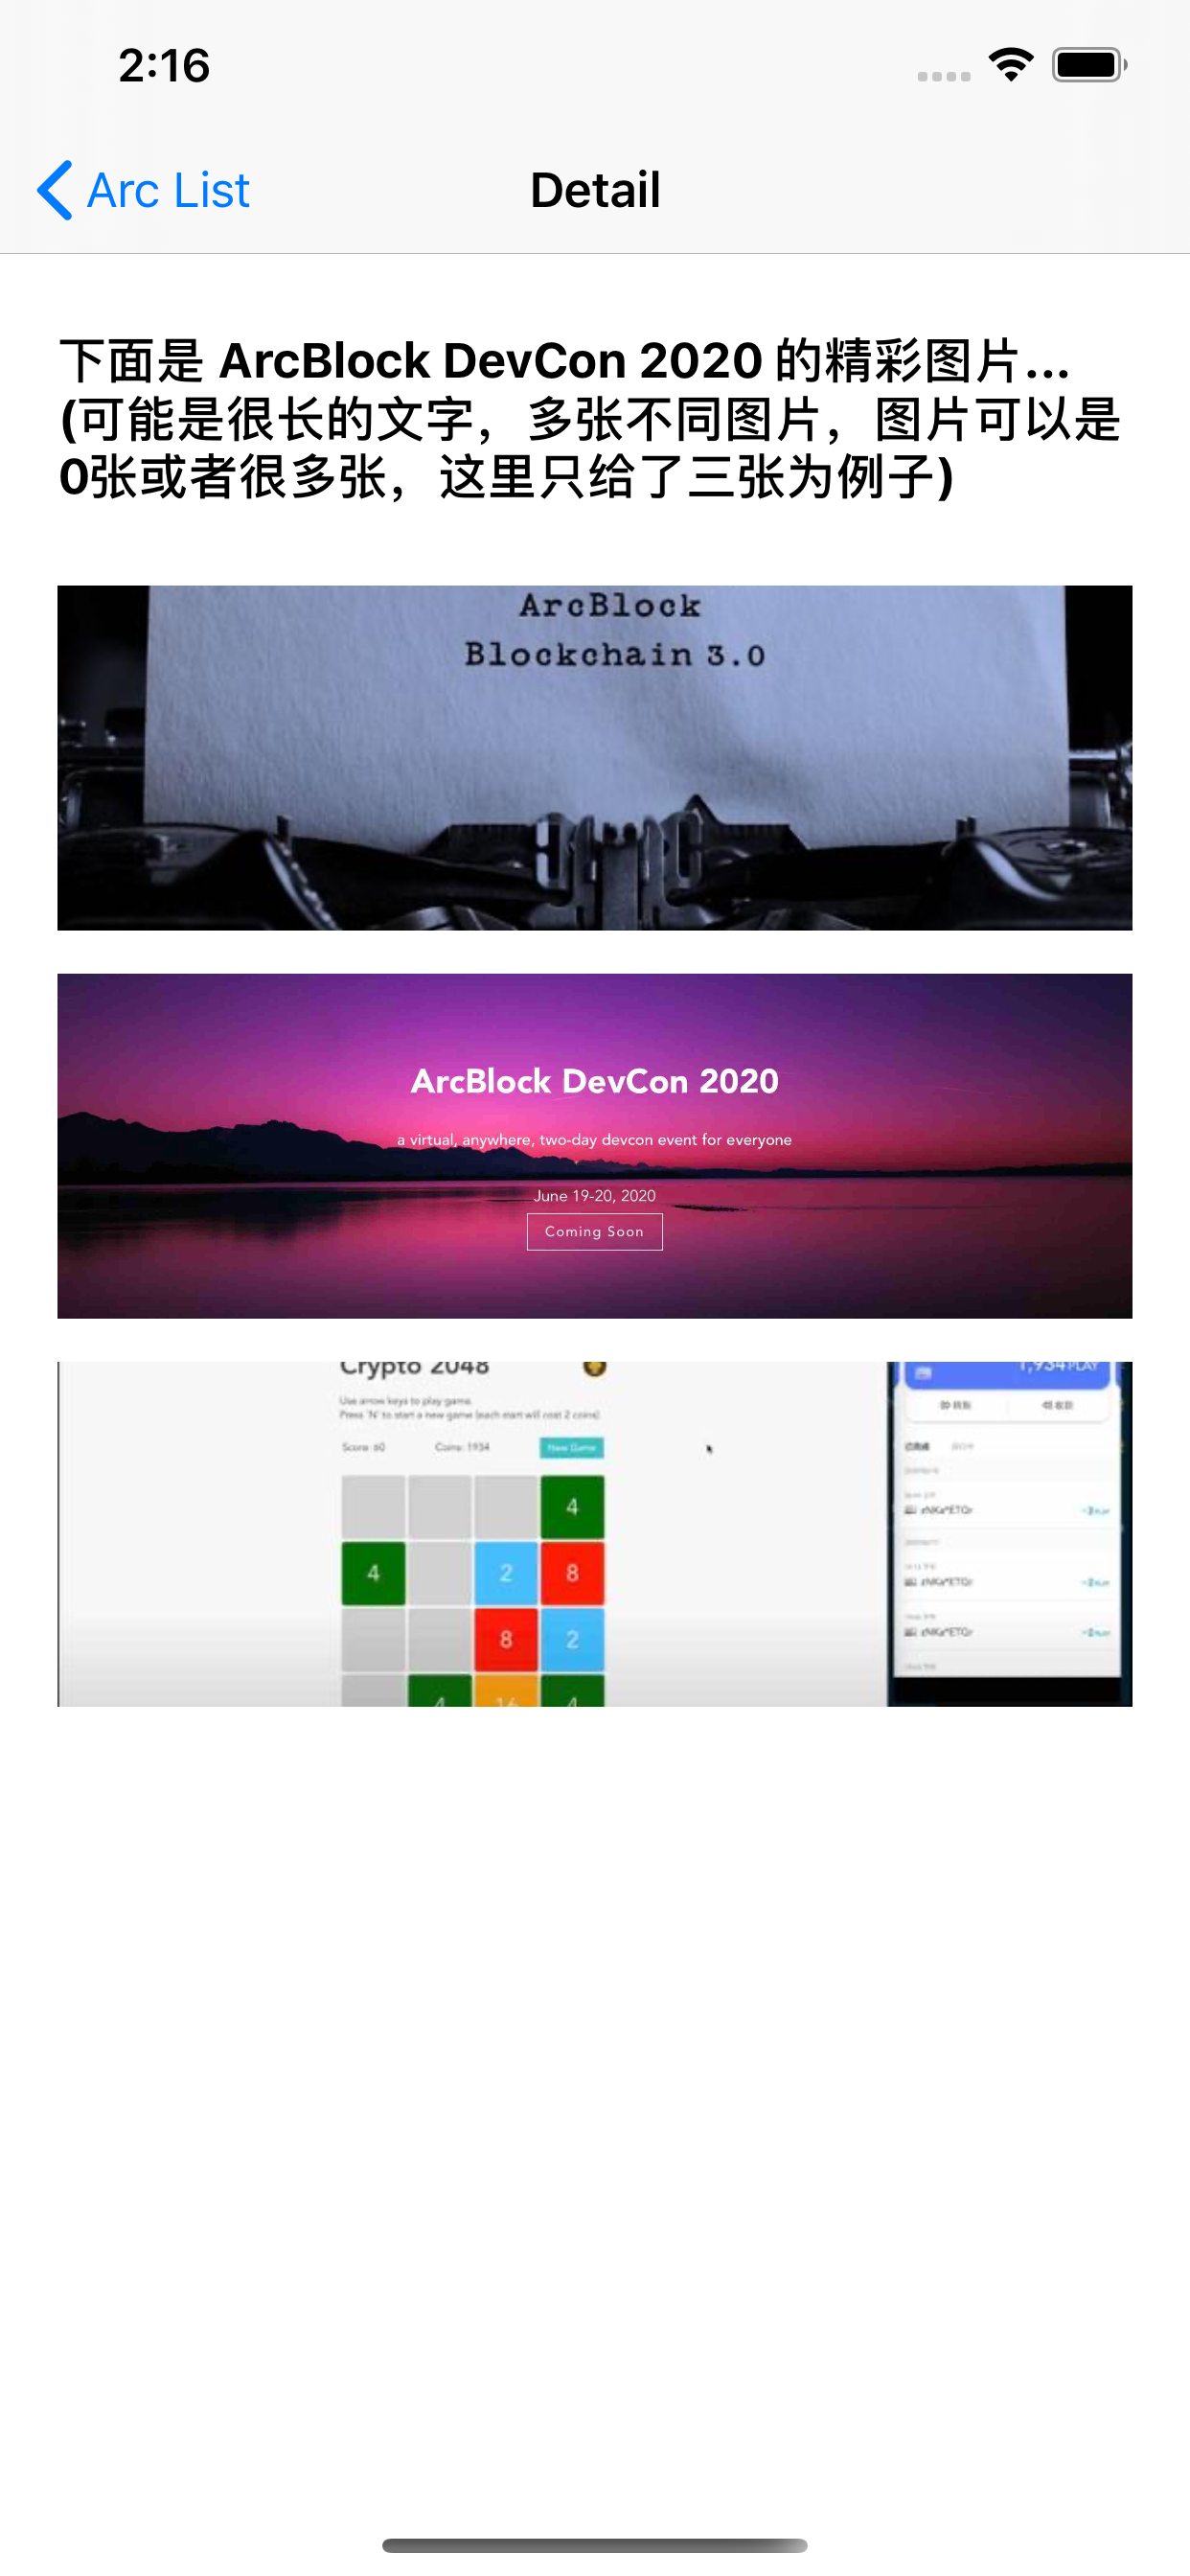 2:16
Arc List
Detail
下面是 ArcBlock DevCon 2020 的精彩图片...
(可能是很长的文字，多张不同图片，图片可以是
0张或者很多张，这里只给了三张为例子)
ArcBlock
Blockchain 3.0
ArcBlock DevCon 2020
a virtual, anywhere, two-day devcon event for everyone
June 19-20, 2020
Coming Soon
Crypto 2048
1,934 PLAY
Use arrow keys to play game.
Press 'N' to start a new game (each start will cost 2 coins)
Score: 60
Coins: 1934
New Game
4
4 2 8
8 2
4 16 4